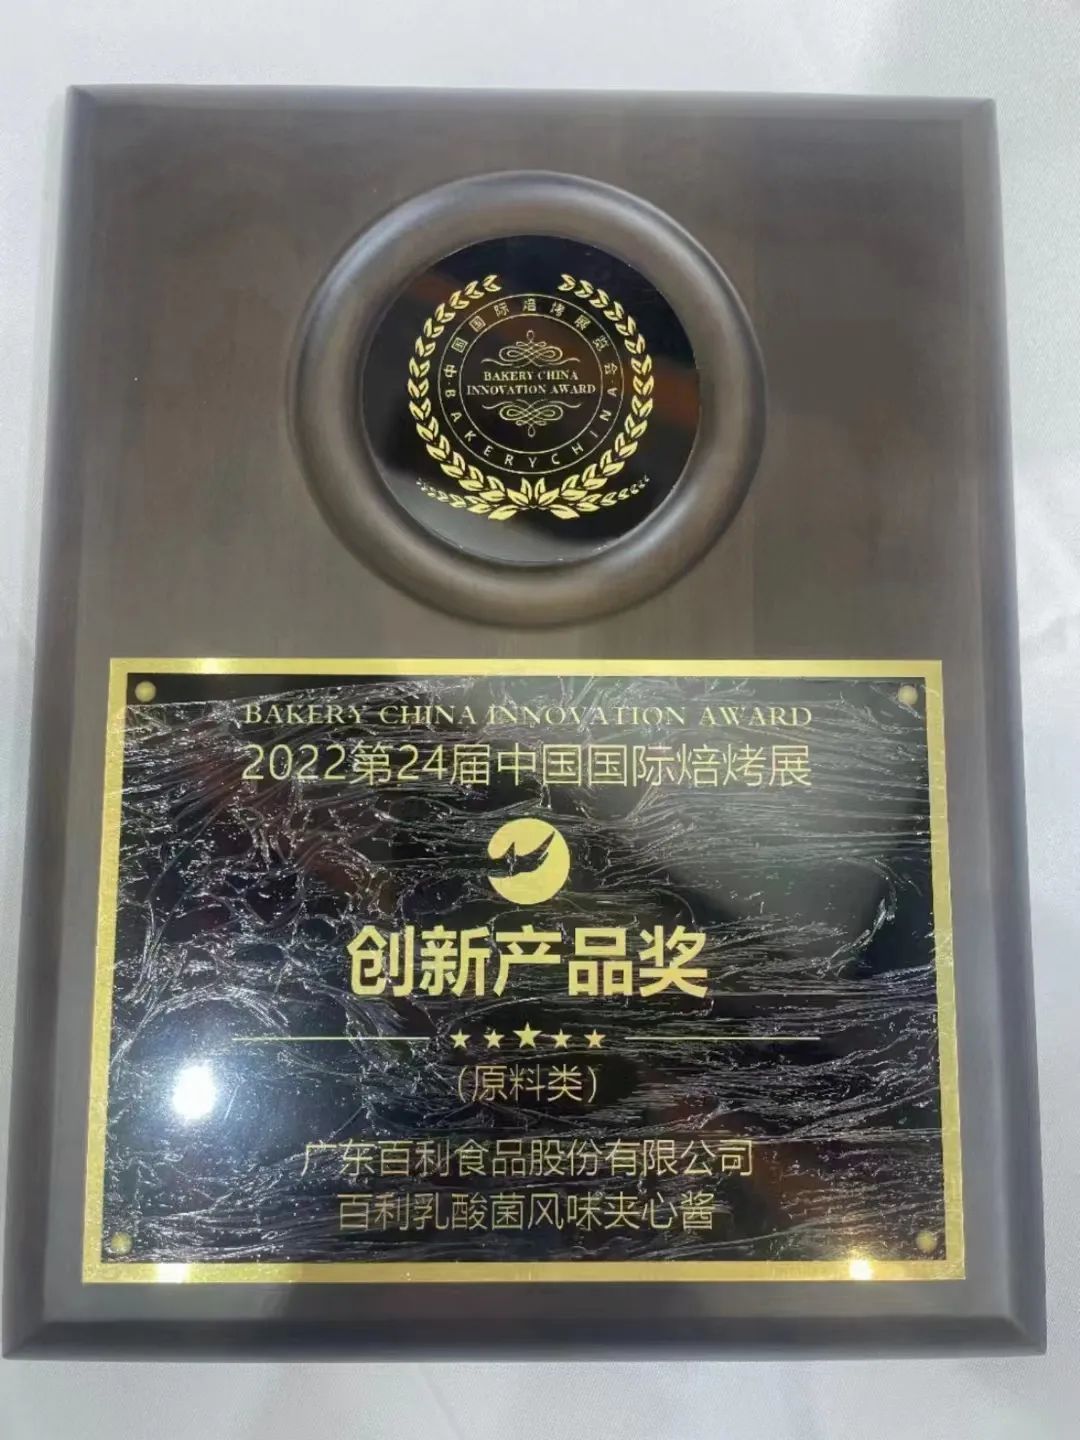 中国国际焙烤展览会
BAKERY CHINA
INNOVATION AWARD
BAKERYCHINA
BAKERY CHINA INNOVATION AWARD
2022第24届中国国际焙烤展
创新产品奖
(原料类)
广东百利食品股份有限公司
百利乳酸菌风味夹心酱